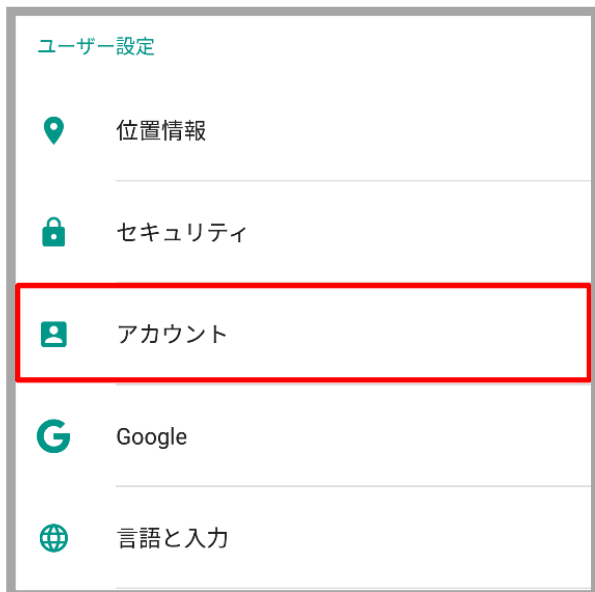 ユーザー設定
位置情報
セキュリティ
アカウント
Google
言語と入力